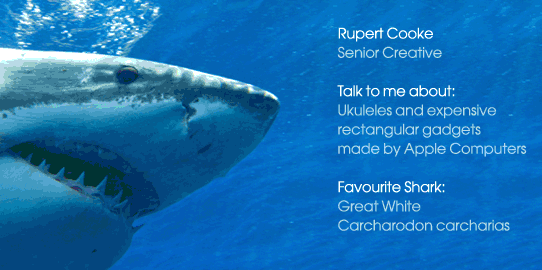 Rupert Cooke
Senior Creative
Talk to me about:
Ukuleles and expensive
rectangular gadgets
made by Apple Computers
Favourite Shark:
Great White
Carcharodon carcharias